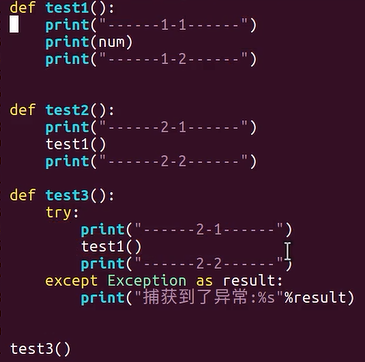 def test1():
    print("------1-1------")
    print(num)
    print("------1-2------")
def test2():
    print("------2-1------")
    test1()
    print("------2-2------")
def test3():
    try:
        print("------2-1------")
        test1()
        print("------2-2------")
    except Exception as result:
        print("捕获到了异常:%s"%result)
test3()